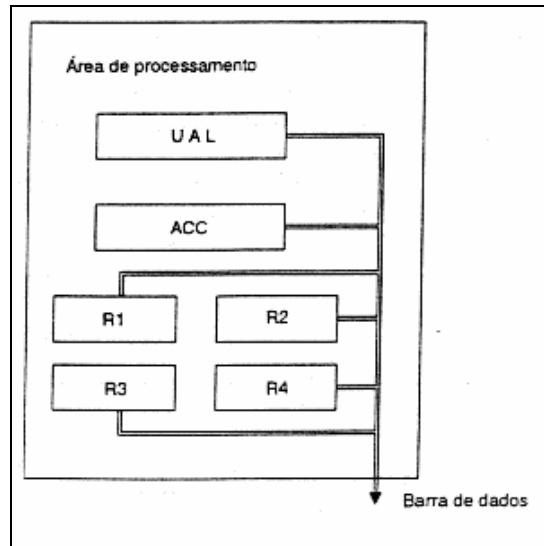 Área de processamento
U A L
ACC
R1
R2
R3
R4
Barra de dados